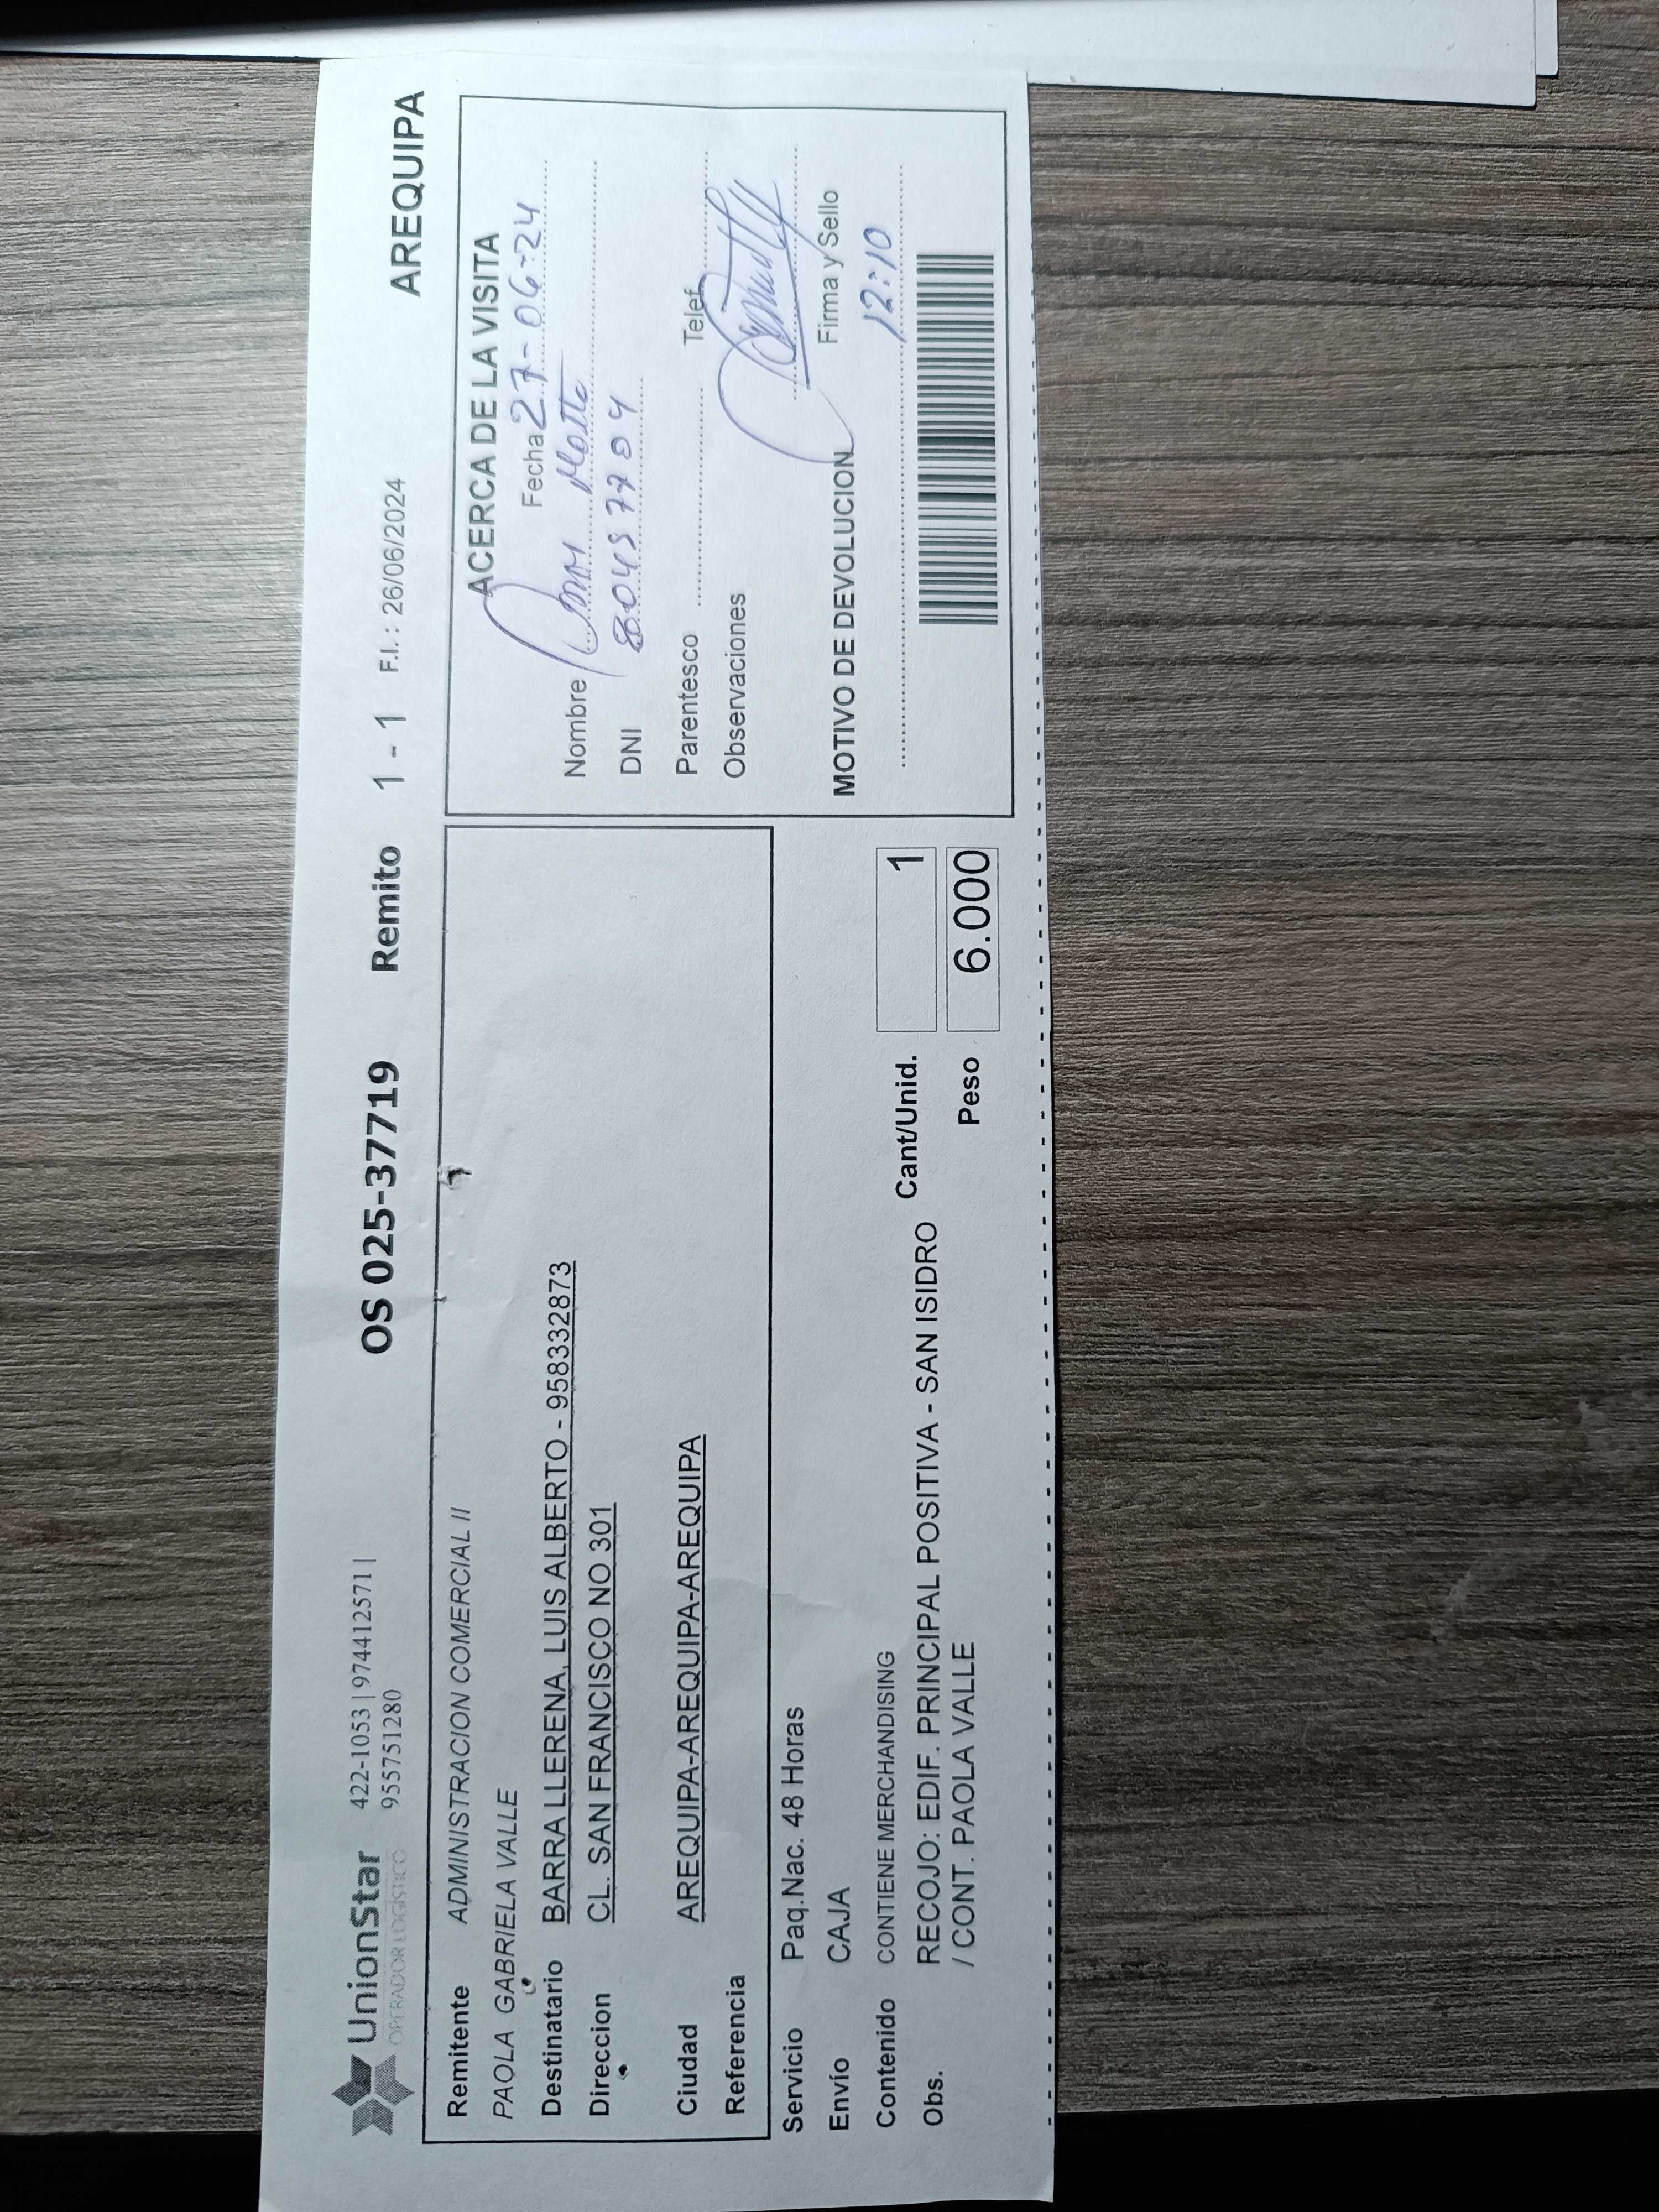 UnionStar
OPERADOR LOGÍSTICO
422-1053 | 974412571 |
955751280
OS 025-37719 Remito 1 - 1 F.I. : 26/06/2024 AREQUIPA
Remitente ADMINISTRACION COMERCIAL II
PAOLA GABRIELA VALLE
Destinatario BARRA LLERENA, LUIS ALBERTO - 958332873
Direccion CL. SAN FRANCISCO NO 301
Ciudad AREQUIPA-AREQUIPA-AREQUIPA
Referencia
Servicio Paq.Nac. 48 Horas
Envío CAJA
Contenido CONTIENE MERCHANDISING
Obs. RECOJO: EDIF. PRINCIPAL POSITIVA - SAN ISIDRO
/ CONT. PAOLA VALLE
Cant/Unid. 1
Peso 6.000
ACERCA DE LA VISITA
Fecha 27-06-24
Nombre
DNI
Parentesco Telef
Observaciones
Firma y Sello
MOTIVO DE DEVOLUCION
12:10